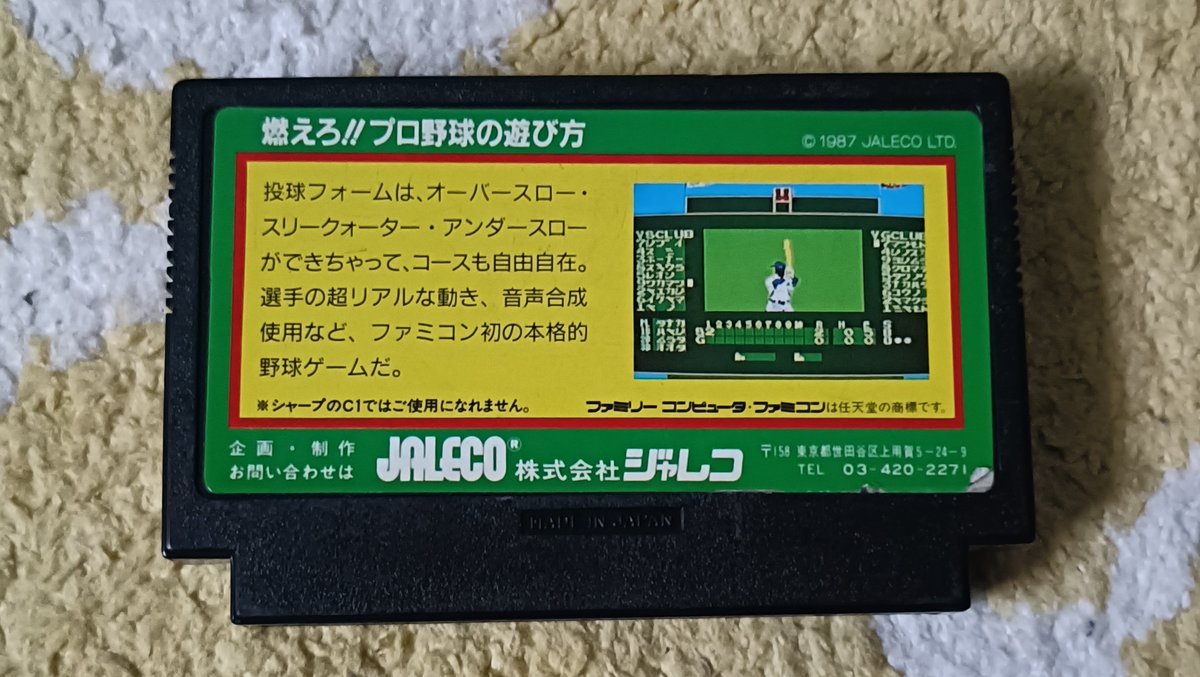 燃えろ!!プロ野球の遊び方
©1987 JALECO LTD.
投球フォームは、オーバースロー・
スリークォーター・アンダースロー
ができちゃって、コースも自由自在。
選手の超リアルな動き、音声合成
使用など、ファミコン初の本格的
野球ゲームだ。
※シャープのC1ではご使用になれません。
ファミリーコンピュータ・ファミコンは任天堂の商標です。
企画・制作
お問い合わせは
JALECO® 株式会社ジャレコ
〒158 東京都世田谷区上用賀5-24-9
TEL 03-420-2271
MADE IN JAPAN